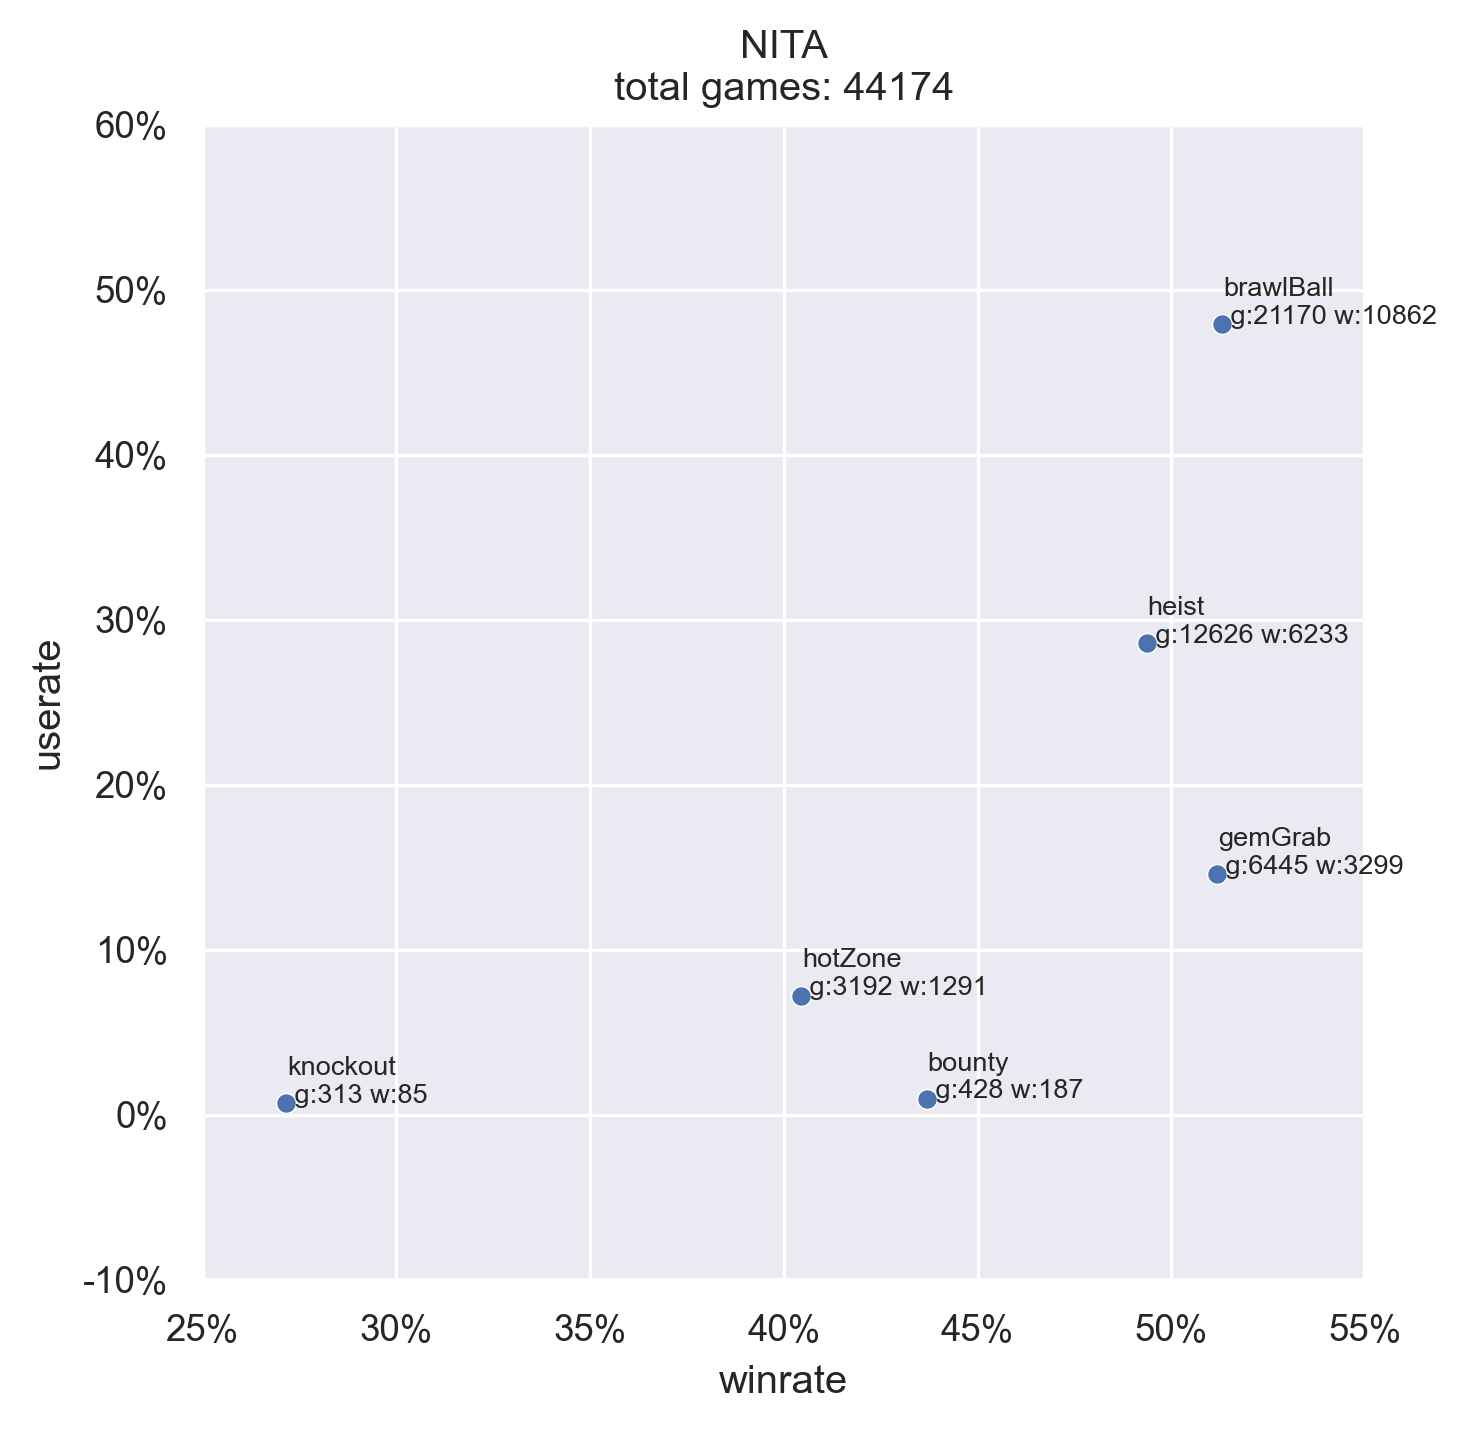 NITA
total games: 44174
60%
50%
40%
30%
20%
10%
0%
-10%
userate
brawlBall
g:21170 w:10862
heist
g:12626 w:6233
gemGrab
g:6445 w:3299
hotZone
g:3192 w:1291
bounty
g:428 w:187
knockout
g:313 w:85
25% 30% 35% 40% 45% 50% 55%
winrate